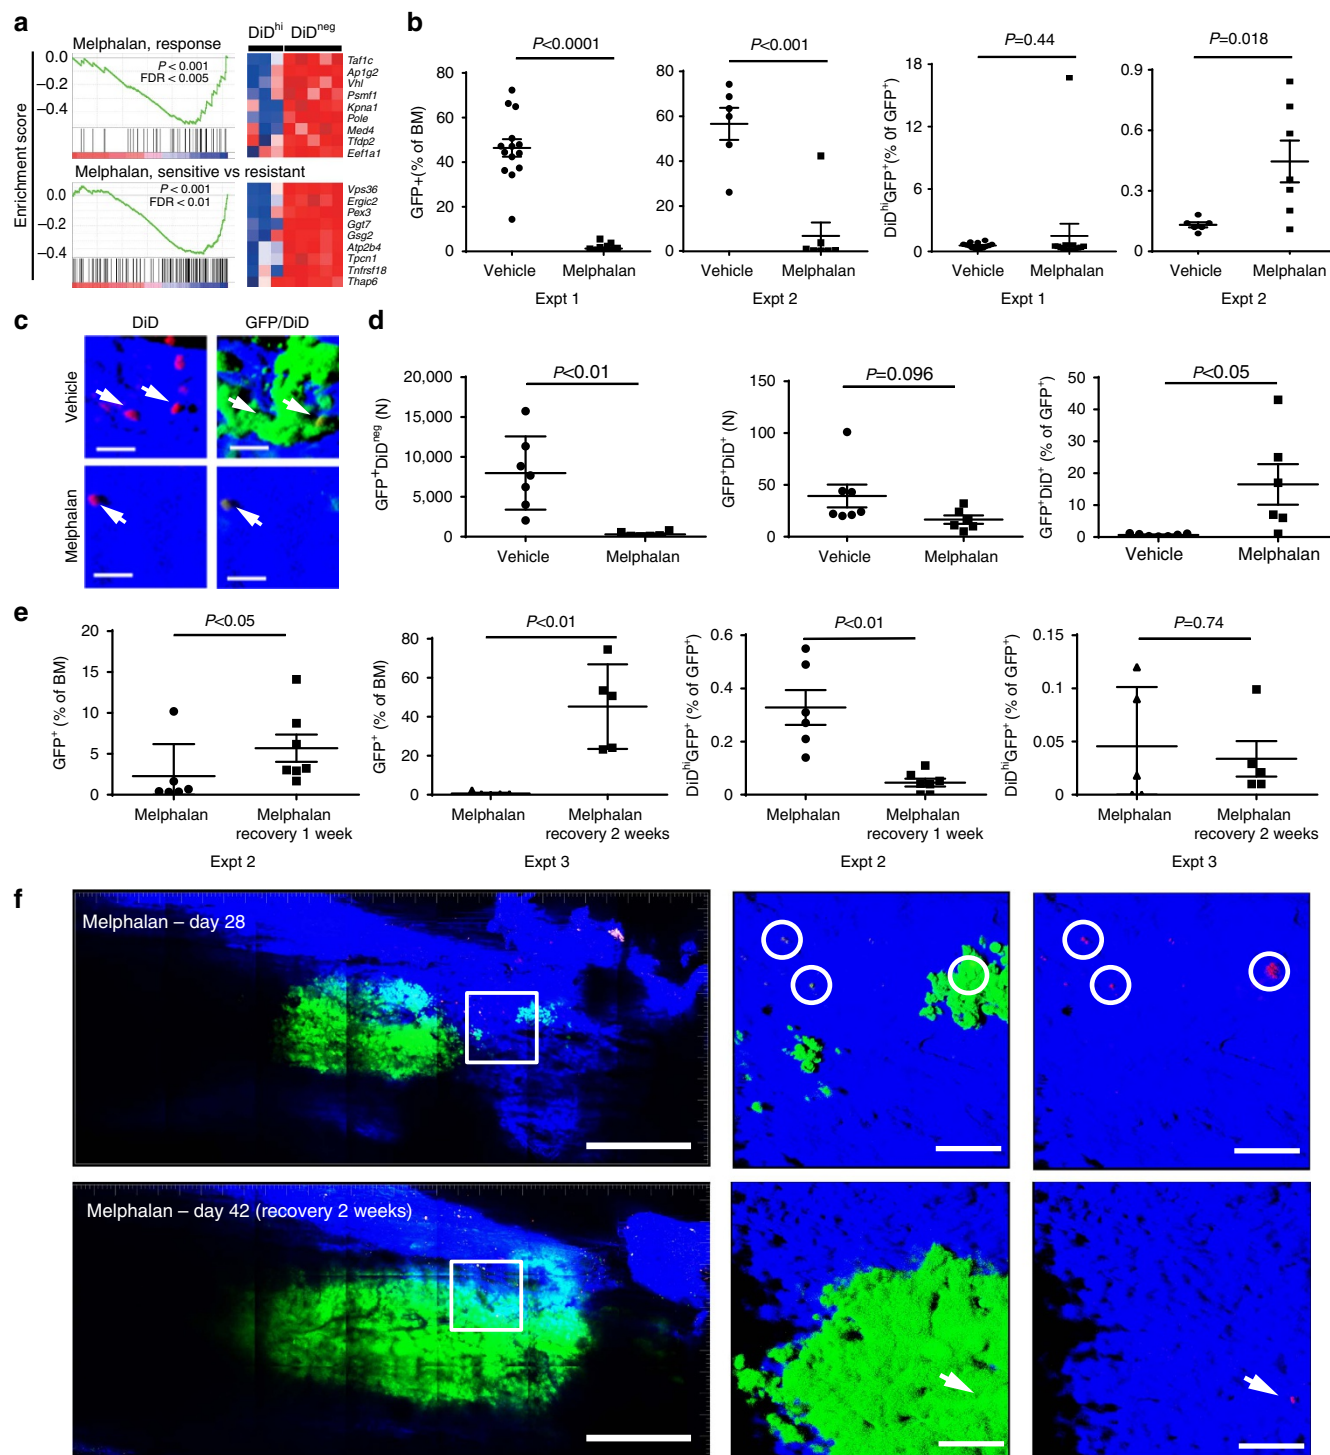 a
Melphalan, response
DiDhi DiDneg
P < 0.001
FDR < 0.005
0.0
−0.2
−0.4
Enrichment score
Taf1c
Ap1g2
Vhl
Psmf1
Kpna1
Pole
Med4
Tfdp2
Eef1a1
Melphalan, sensitive vs resistant
P < 0.001
FDR < 0.01
0.0
−0.2
−0.4
Vps36
Ergic2
Pex3
Ggt7
Gsg2
Atp2b4
Tpcn1
Tnfrsf18
Thap6
b
P<0.0001
GFP+(% of BM)
80
60
40
20
0
Vehicle Melphalan
Expt 1
P<0.001
80
60
40
20
0
Vehicle Melphalan
Expt 2
P=0.44
DiDhiGFP+(% of GFP+)
18
12
6
0
Vehicle Melphalan
Expt 1
P=0.018
0.9
0.6
0.3
0
Vehicle Melphalan
Expt 2
c
DiD GFP/DiD
Vehicle
Melphalan
d
P<0.01
GFP+DiDneg (N)
20,000
15,000
10,000
5,000
0
Vehicle Melphalan
P=0.096
GFP+DiD+ (N)
150
100
50
0
Vehicle Melphalan
P<0.05
GFP+DiD+ (% of GFP+)
50
40
30
20
10
0
Vehicle Melphalan
e
P<0.05
GFP+ (% of BM)
20
15
10
5
0
Melphalan Melphalan
recovery 1 week
Expt 2
P<0.01
GFP+ (% of BM)
80
60
40
20
0
Melphalan Melphalan
recovery 2 weeks
Expt 3
P<0.01
DiDhiGFP+ (% of GFP+)
0.6
0.4
0.2
0
Melphalan Melphalan
recovery 1 week
Expt 2
P=0.74
DiDhiGFP+ (% of GFP+)
0.15
0.1
0.05
0
Melphalan Melphalan
recovery 2 weeks
Expt 3
f
Melphalan – day 28
Melphalan – day 42 (recovery 2 weeks)